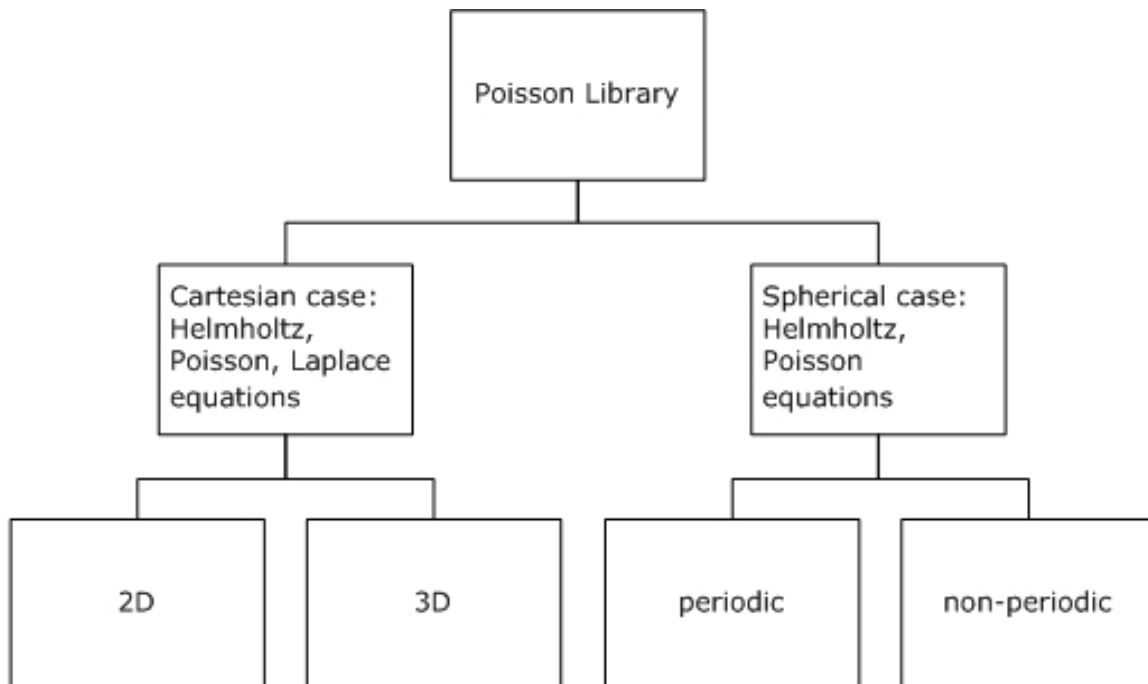 Poisson Library
Cartesian case:
Helmholtz,
Poisson, Laplace
equations
Spherical case:
Helmholtz,
Poisson
equations
2D
3D
periodic
non-periodic